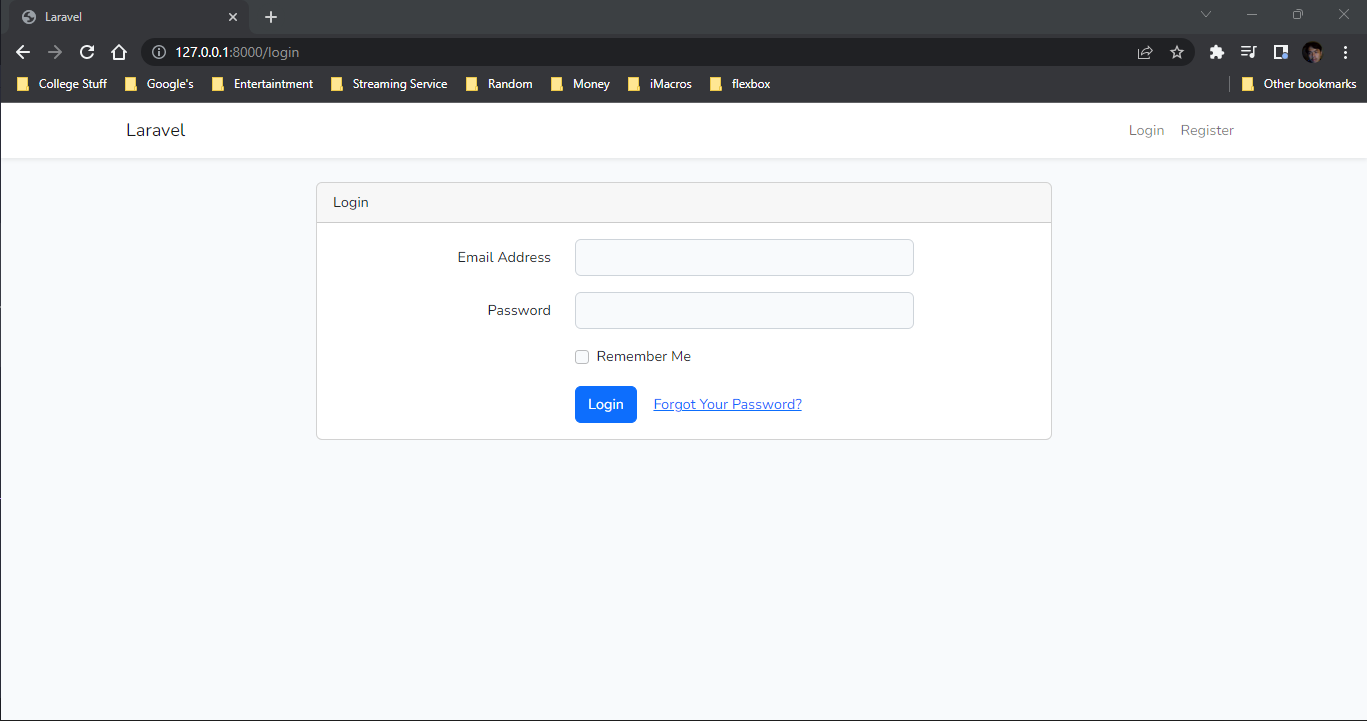 Laravel
127.0.0.1:8000/login
College Stuff Google's Entertaintment Streaming Service Random Money iMacros flexbox Other bookmarks
Laravel Login Register
Login
Email Address
Password
Remember Me
Login Forgot Your Password?